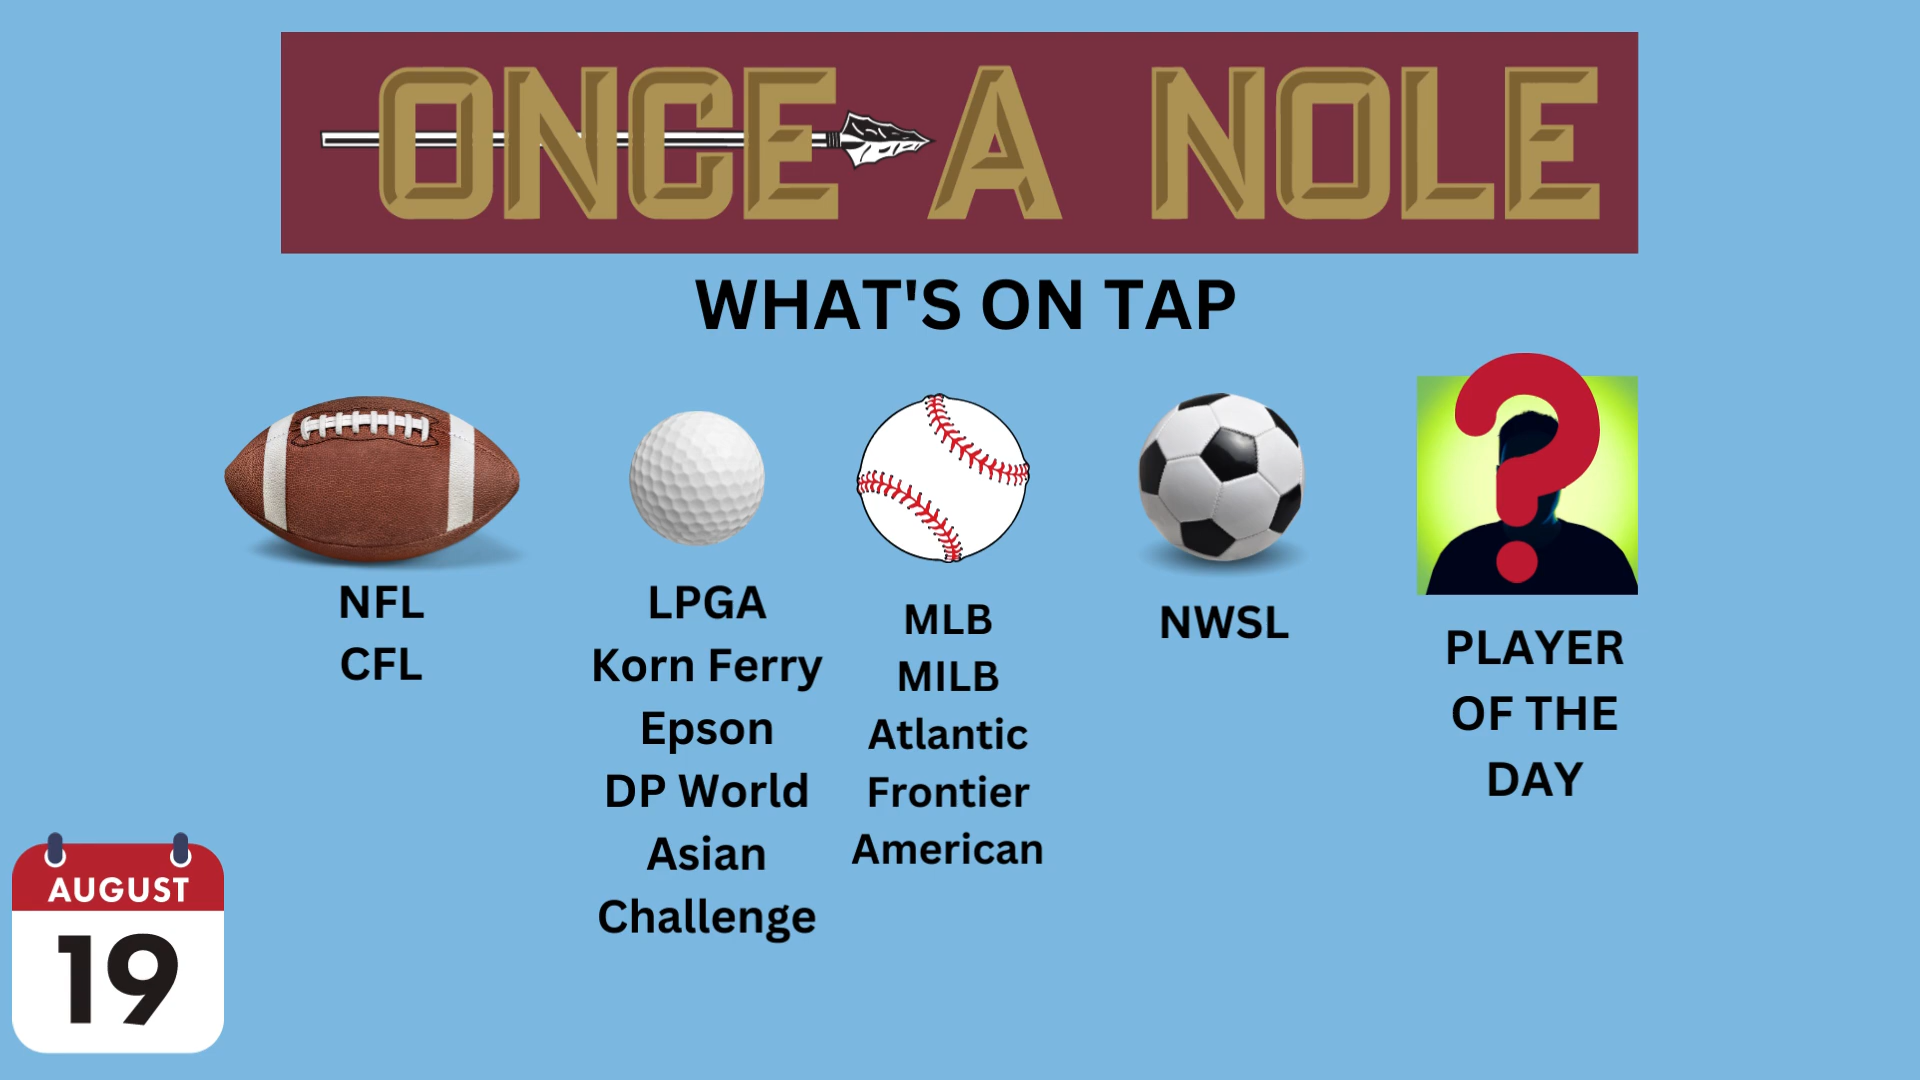 ONCE A NOLE
WHAT'S ON TAP
NFL
CFL
LPGA
Korn Ferry
Epson
DP World
Asian
Challenge
MLB
MILB
Atlantic
Frontier
American
NWSL
?
PLAYER
OF THE
DAY
AUGUST
19